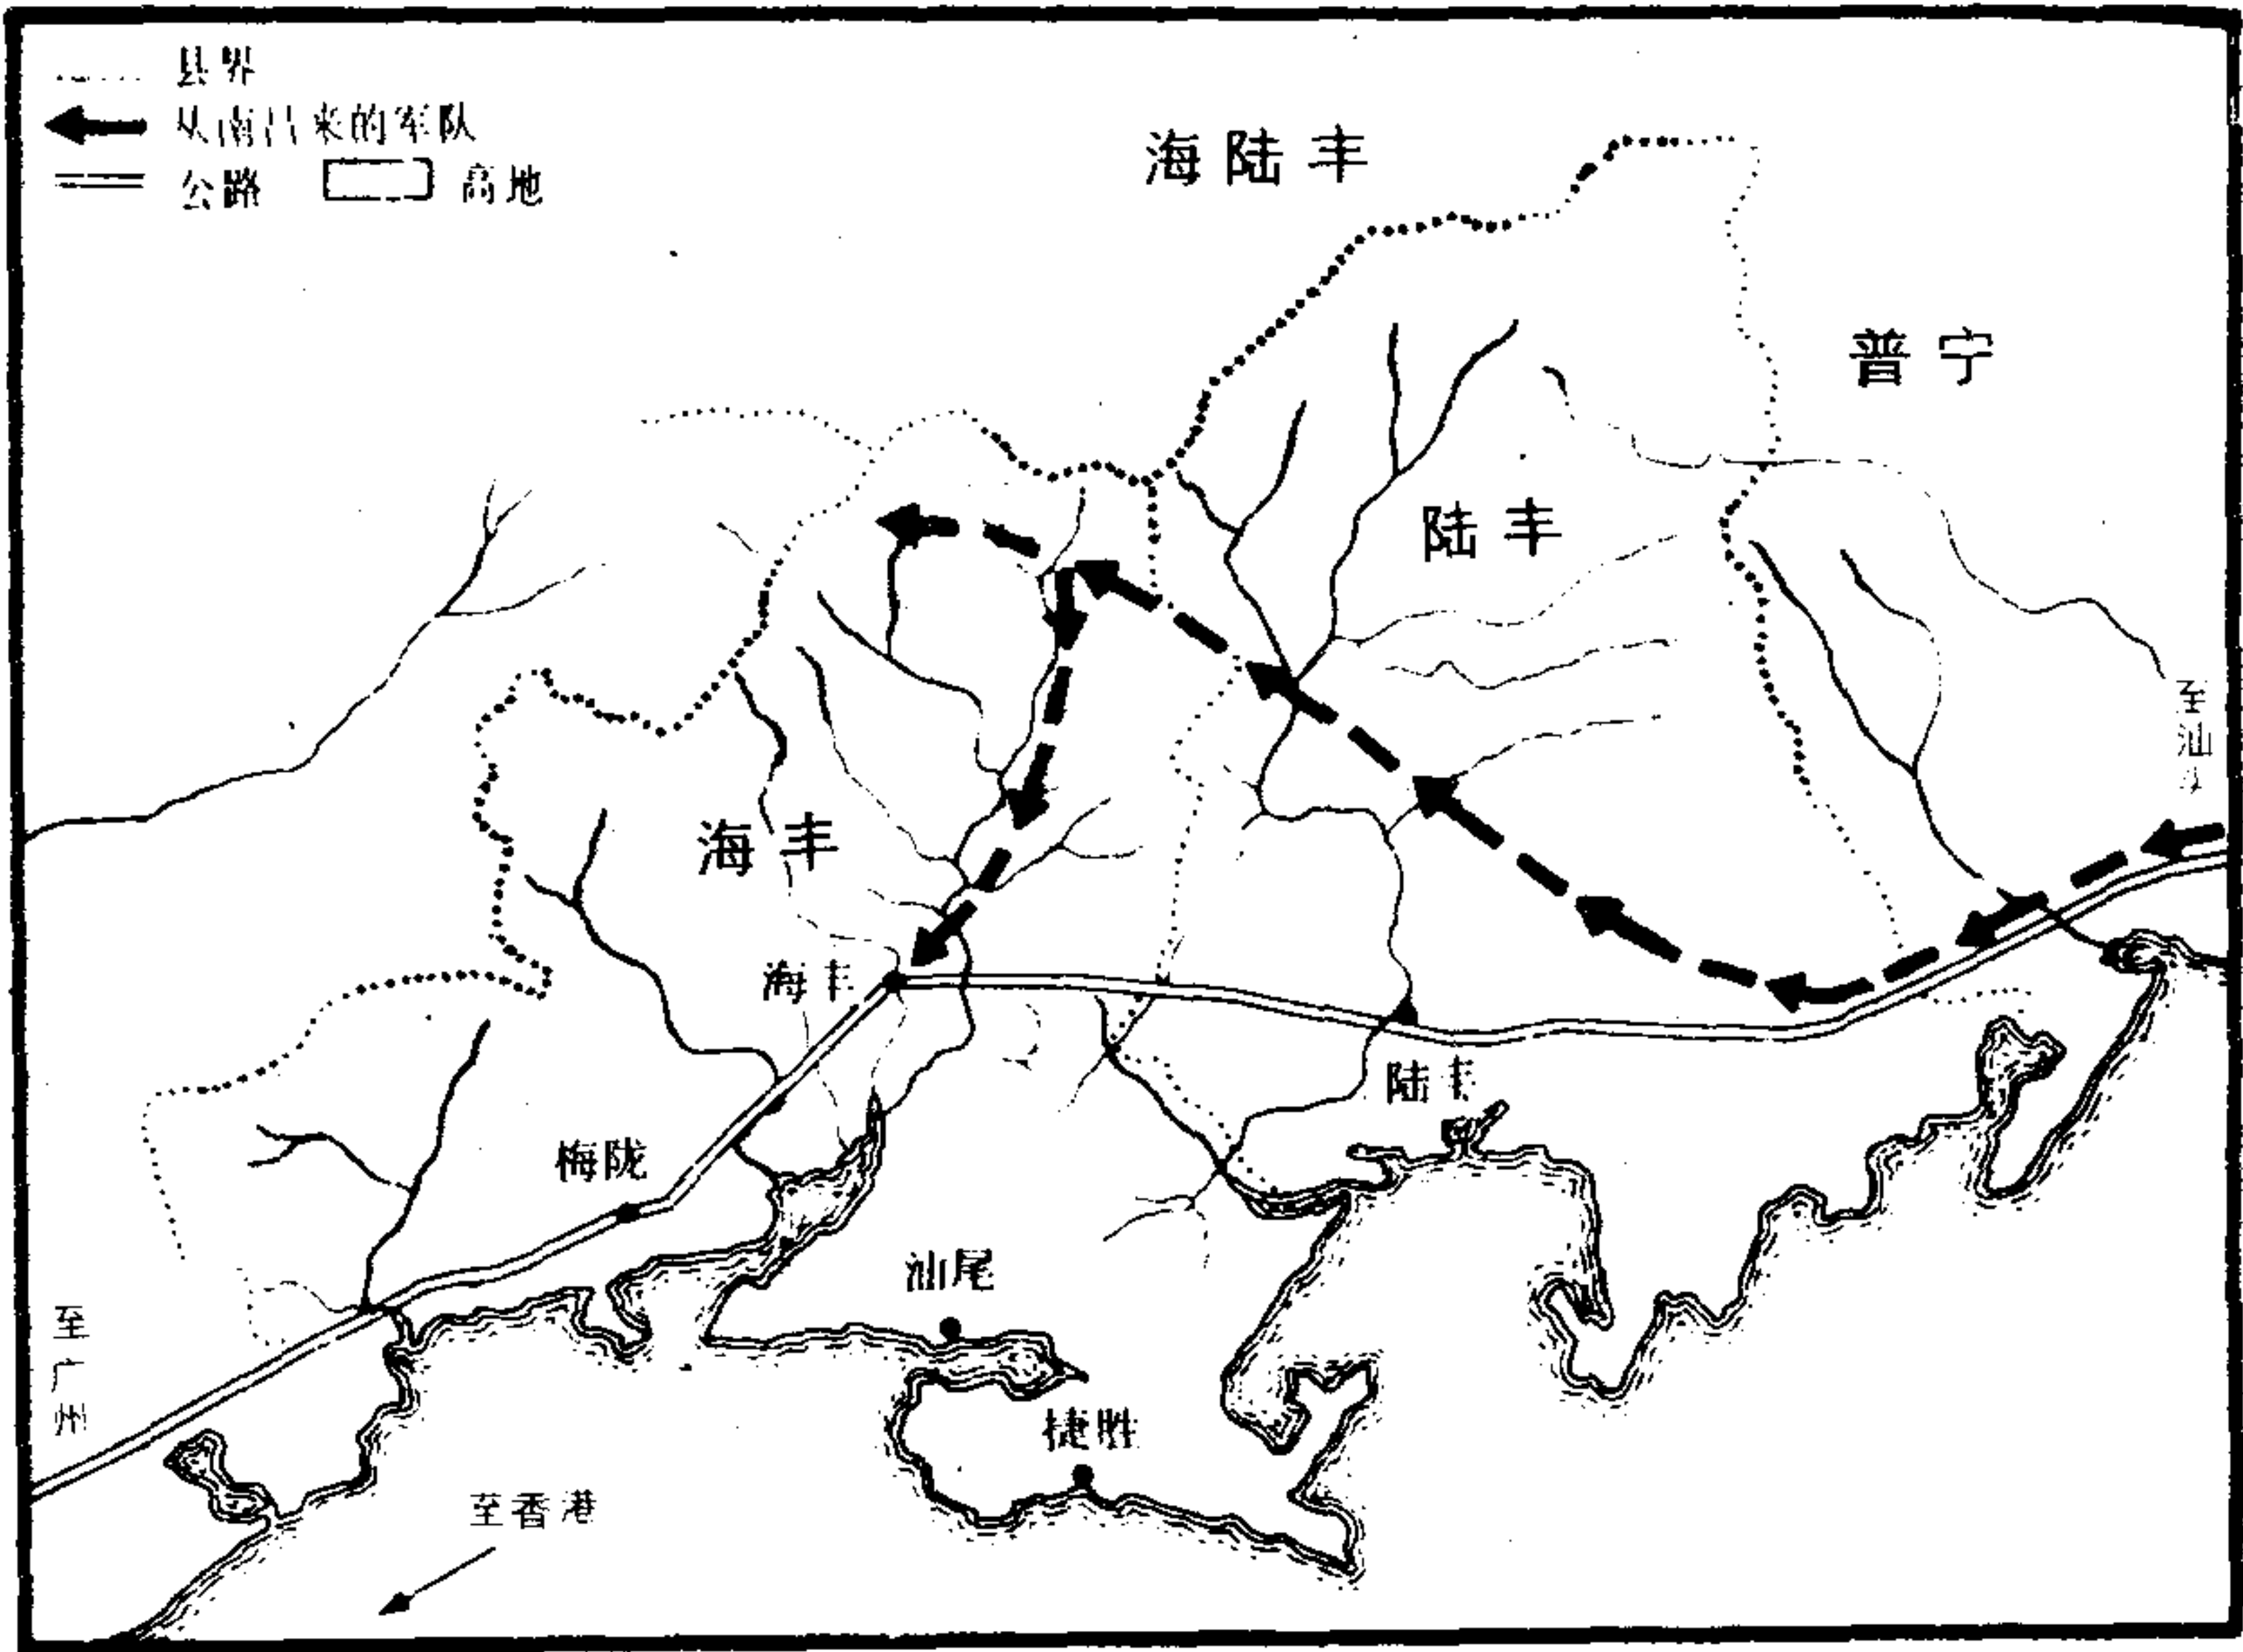 县界
从南昌来的军队
公路 高地
海陆丰
普宁
陆丰
至汕头
海丰
海丰
陆丰
梅陇
汕尾
至广州
捷胜
至香港